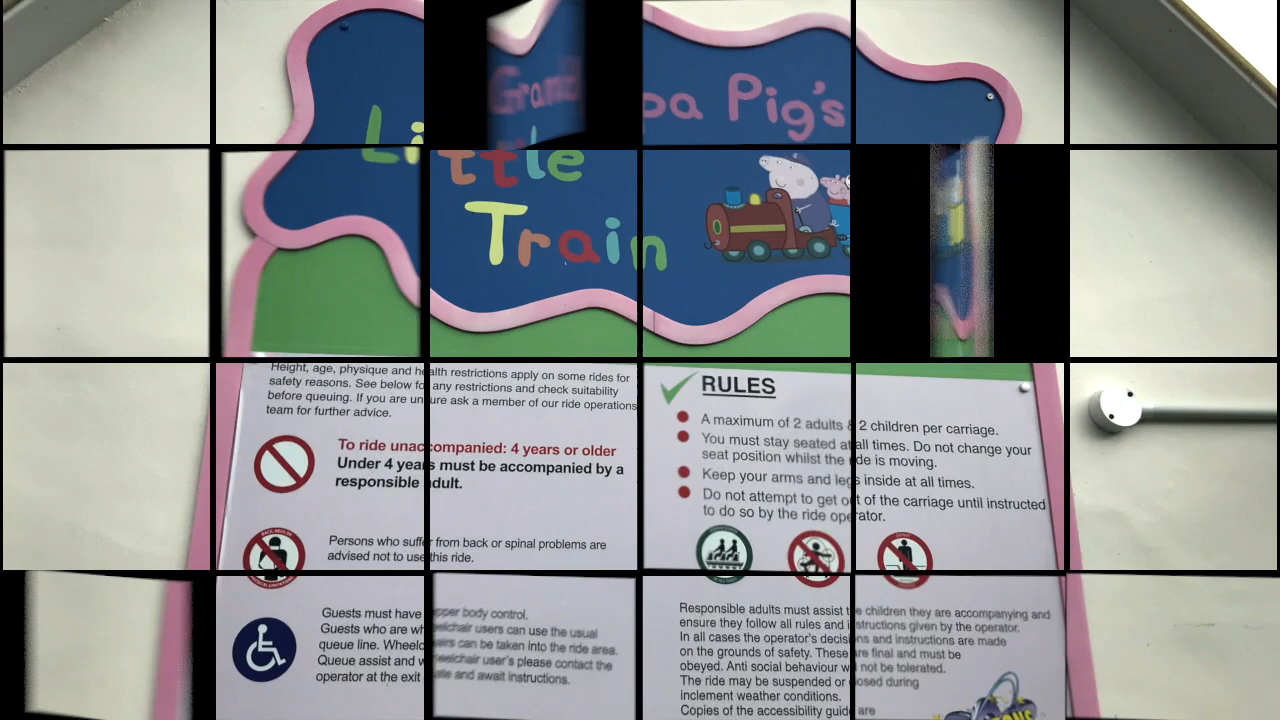 Grandpa Pig's
Little
Train
Height, age, physique and health restrictions apply on some rides for
safety reasons. See below for any restrictions and check suitability
before queuing. If you are unsure ask a member of our ride operations
team for further advice.
To ride unaccompanied: 4 years or older
Under 4 years must be accompanied by a
responsible adult.
Persons who suffer from back or spinal problems are
advised not to use this ride.
Guests must have upper body control.
Guests who are wheelchair users can use the usual
queue line. Wheelchairs can be taken into the ride area.
Queue assist and wheelchair user's please contact the
operator at the exit gate and await instructions.
RULES
A maximum of 2 adults & 2 children per carriage.
You must stay seated at all times. Do not change your
seat position whilst the ride is moving.
Keep your arms and legs inside at all times.
Do not attempt to get out of the carriage until instructed
to do so by the ride operator.
Responsible adults must assist the children they are accompanying and
ensure they follow all rules and instructions given by the operator.
In all cases the operator's decisions and instructions are made
on the grounds of safety. These are final and must be
obeyed. Anti social behaviour will not be tolerated.
The ride may be suspended or closed during
inclement weather conditions.
Copies of the accessibility guide are